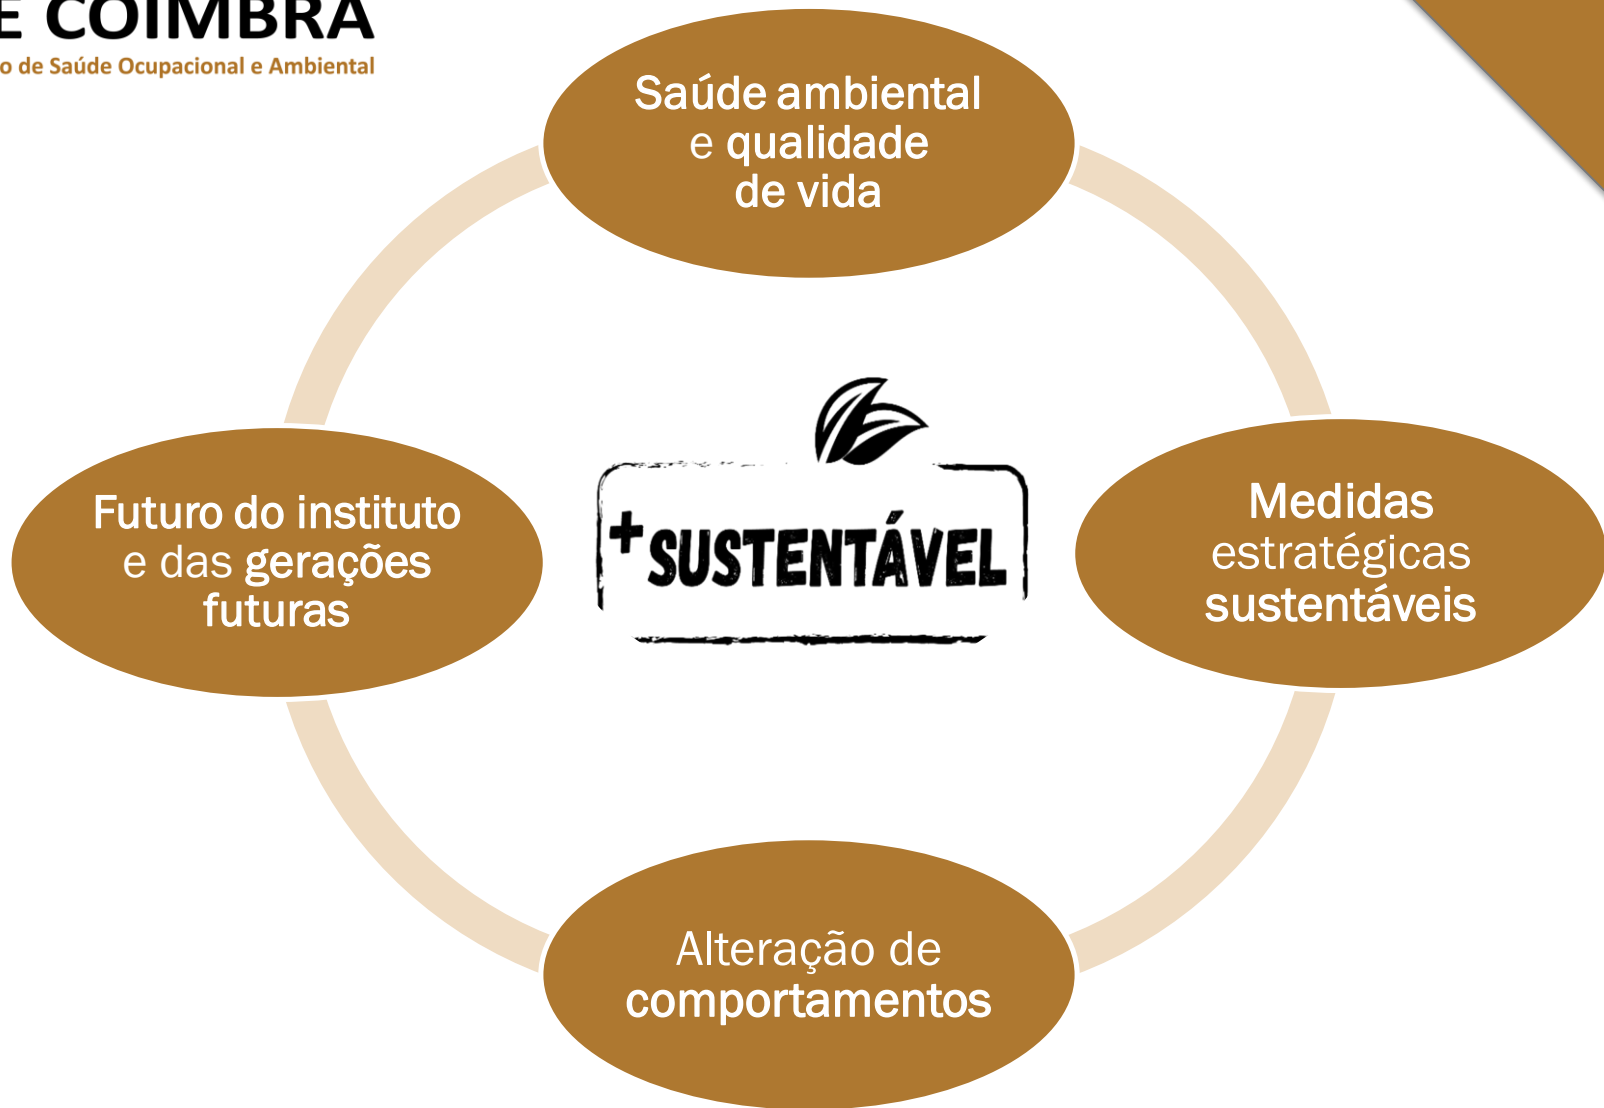 E COIMBRA
o de Saúde Ocupacional e Ambiental
Saúde ambiental
e qualidade
de vida
Futuro do instituto
e das gerações
futuras
+SUSTENTÁVEL
Medidas
estratégicas
sustentáveis
Alteração de
comportamentos